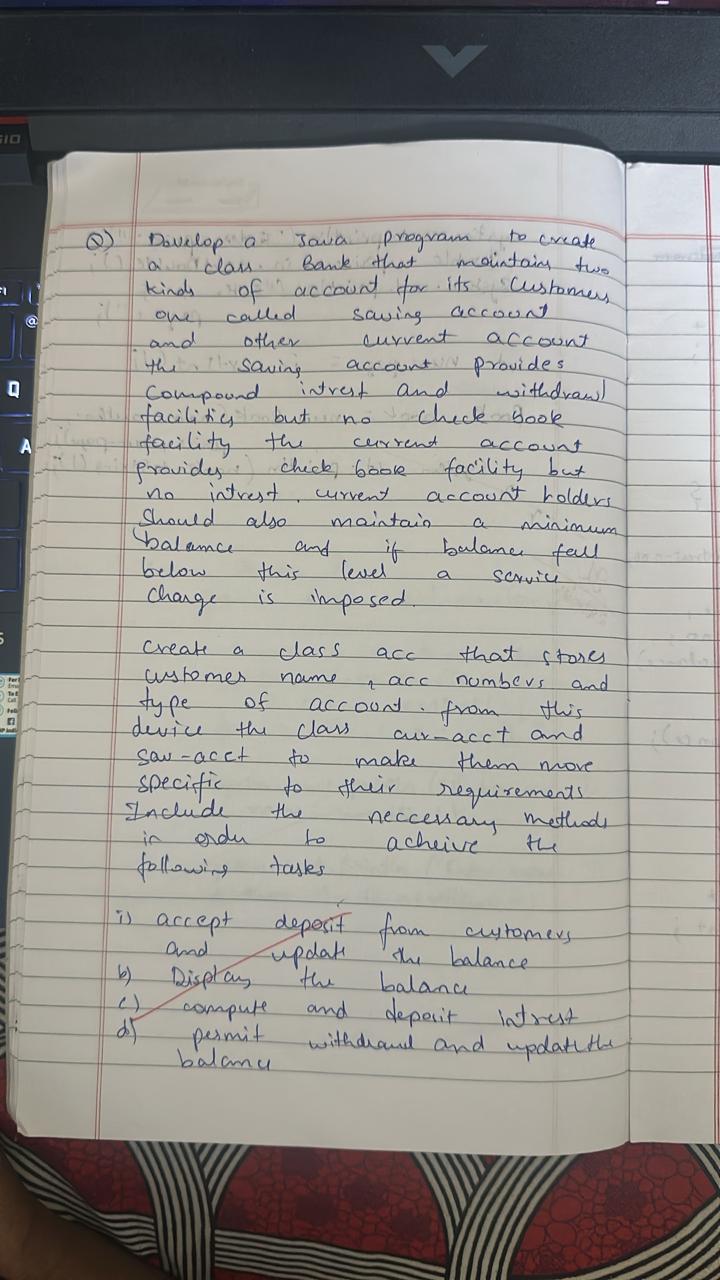 Q) Develop a Java program to create
a class Bank that maintains two
kinds of account for its customers
one called saving account
and other current account
the saving account provides
compound intrest and withdrawl
facilities but no check book
facility the current account
provides check book facility but
no intrest. current account holders
should also maintain a minimum
balance and if balance fall
below this level a service
charge is imposed.
create a class acc that stores
customer name, acc numbers and
type of account. from this
device the class cur-acct and
sav-acct to make them more
specific to their requirements
Include the neccessary methods
in order to acheive the
following tasks
i) accept deposit from customers
and update the balance
b) Display the balance
c) compute and deposit intrest
d) permit withdrawl and update the
balance
Q
A
@